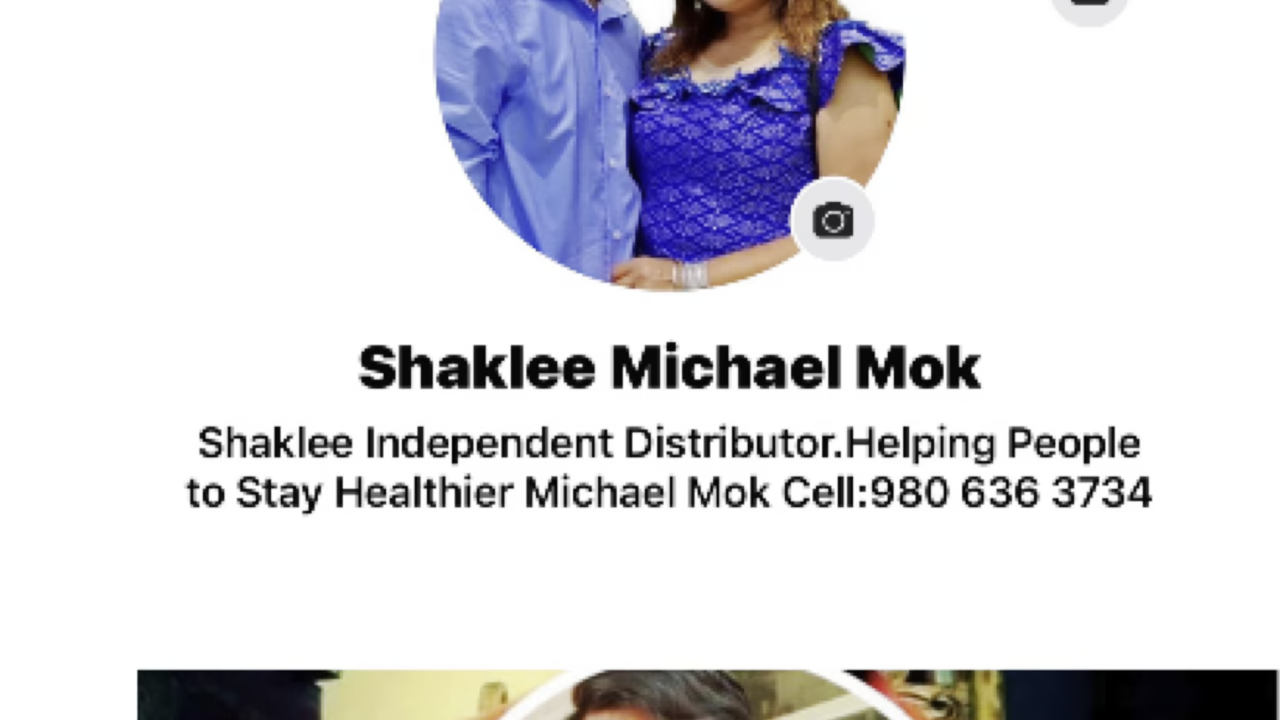 Shaklee Michael Mok
Shaklee Independent Distributor.Helping People
to Stay Healthier Michael Mok Cell:980 636 3734